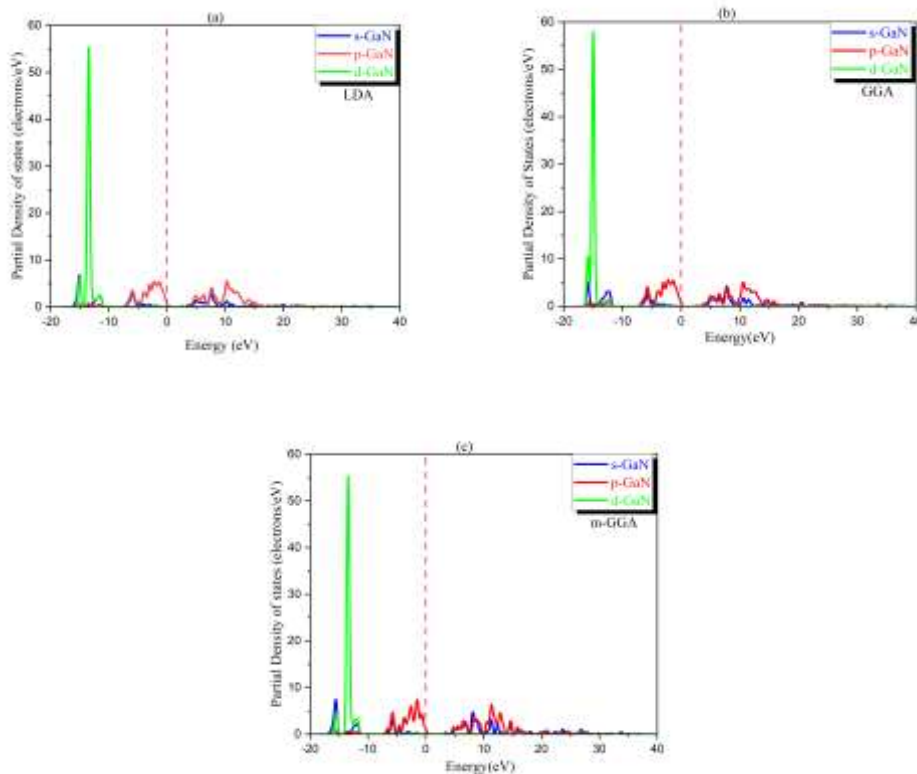 (a)
Partial Density of states (electrons/eV)
60
50
40
30
20
10
0
s-GaN
p-GaN
d-GaN
LDA
-20 -10 0 10 20 30 40
Energy (eV)
(b)
Partial Density of States (electrons/eV)
60
50
40
30
20
10
0
s-GaN
p-GaN
d-GaN
GGA
-20 -10 0 10 20 30 40
Energy(eV)
(c)
Partial Density of states (electrons/eV)
60
50
40
30
20
10
0
s-GaN
p-GaN
d-GaN
m-GGA
-20 -10 0 10 20 30 40
Energy(eV)